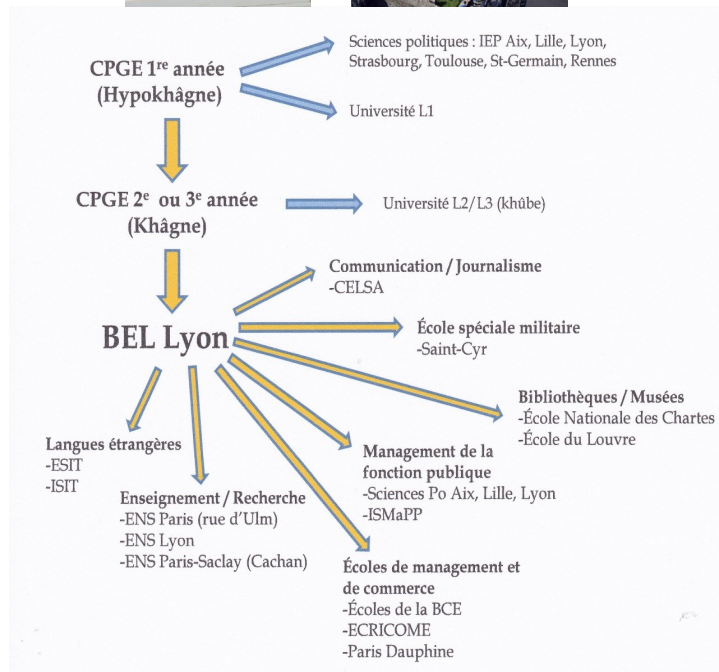 CPGE 1re année
(Hypokhâgne)
Sciences politiques : IEP Aix, Lille, Lyon,
Strasbourg, Toulouse, St-Germain, Rennes
Université L1
CPGE 2e ou 3e année
(Khâgne)
Université L2/L3 (khûbe)
BEL Lyon
Communication / Journalisme
-CELSA
École spéciale militaire
-Saint-Cyr
Bibliothèques / Musées
-École Nationale des Chartes
-École du Louvre
Management de la
fonction publique
-Sciences Po Aix, Lille, Lyon
-ISMaPP
Langues étrangères
-ESIT
-ISIT
Enseignement / Recherche
-ENS Paris (rue d'Ulm)
-ENS Lyon
-ENS Paris-Saclay (Cachan)
Écoles de management et
de commerce
-Écoles de la BCE
-ECRICOME
-Paris Dauphine